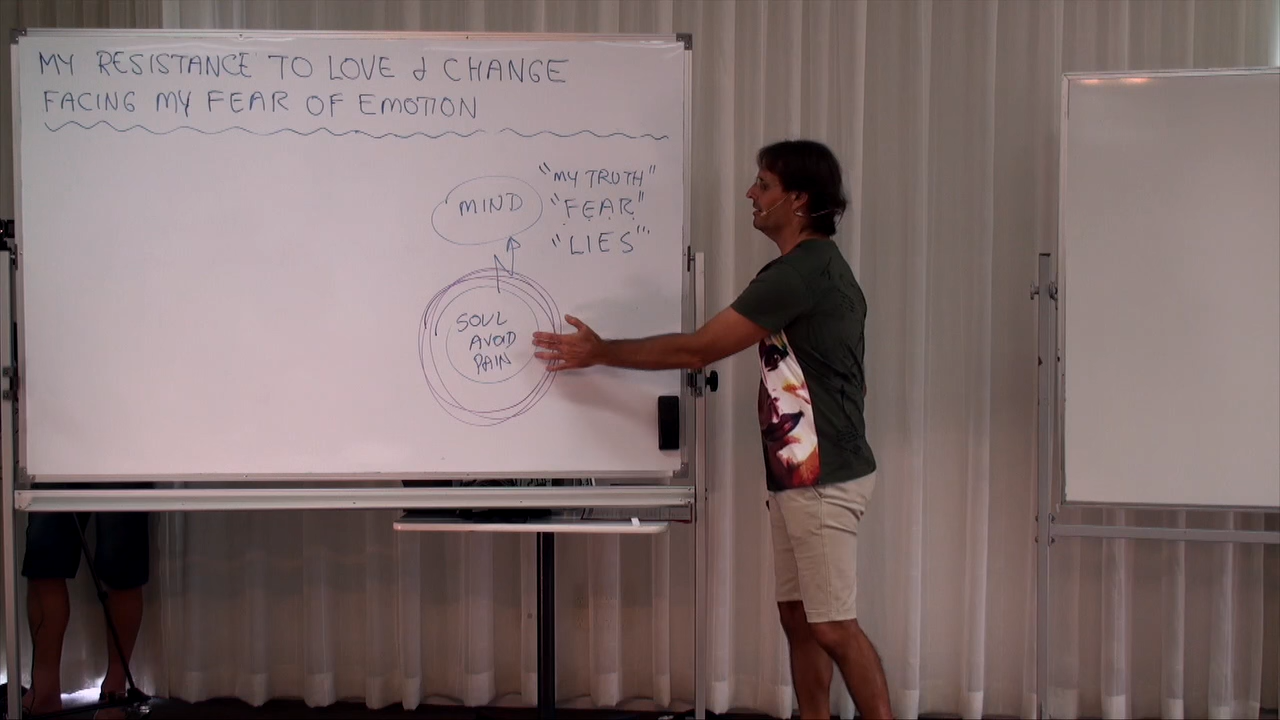 MY RESISTANCE TO LOVE & CHANGE
FACING MY FEAR OF EMOTION
"MY TRUTH"
MIND
"FEAR"
"LIES"
SOUL
AVOID
PAIN